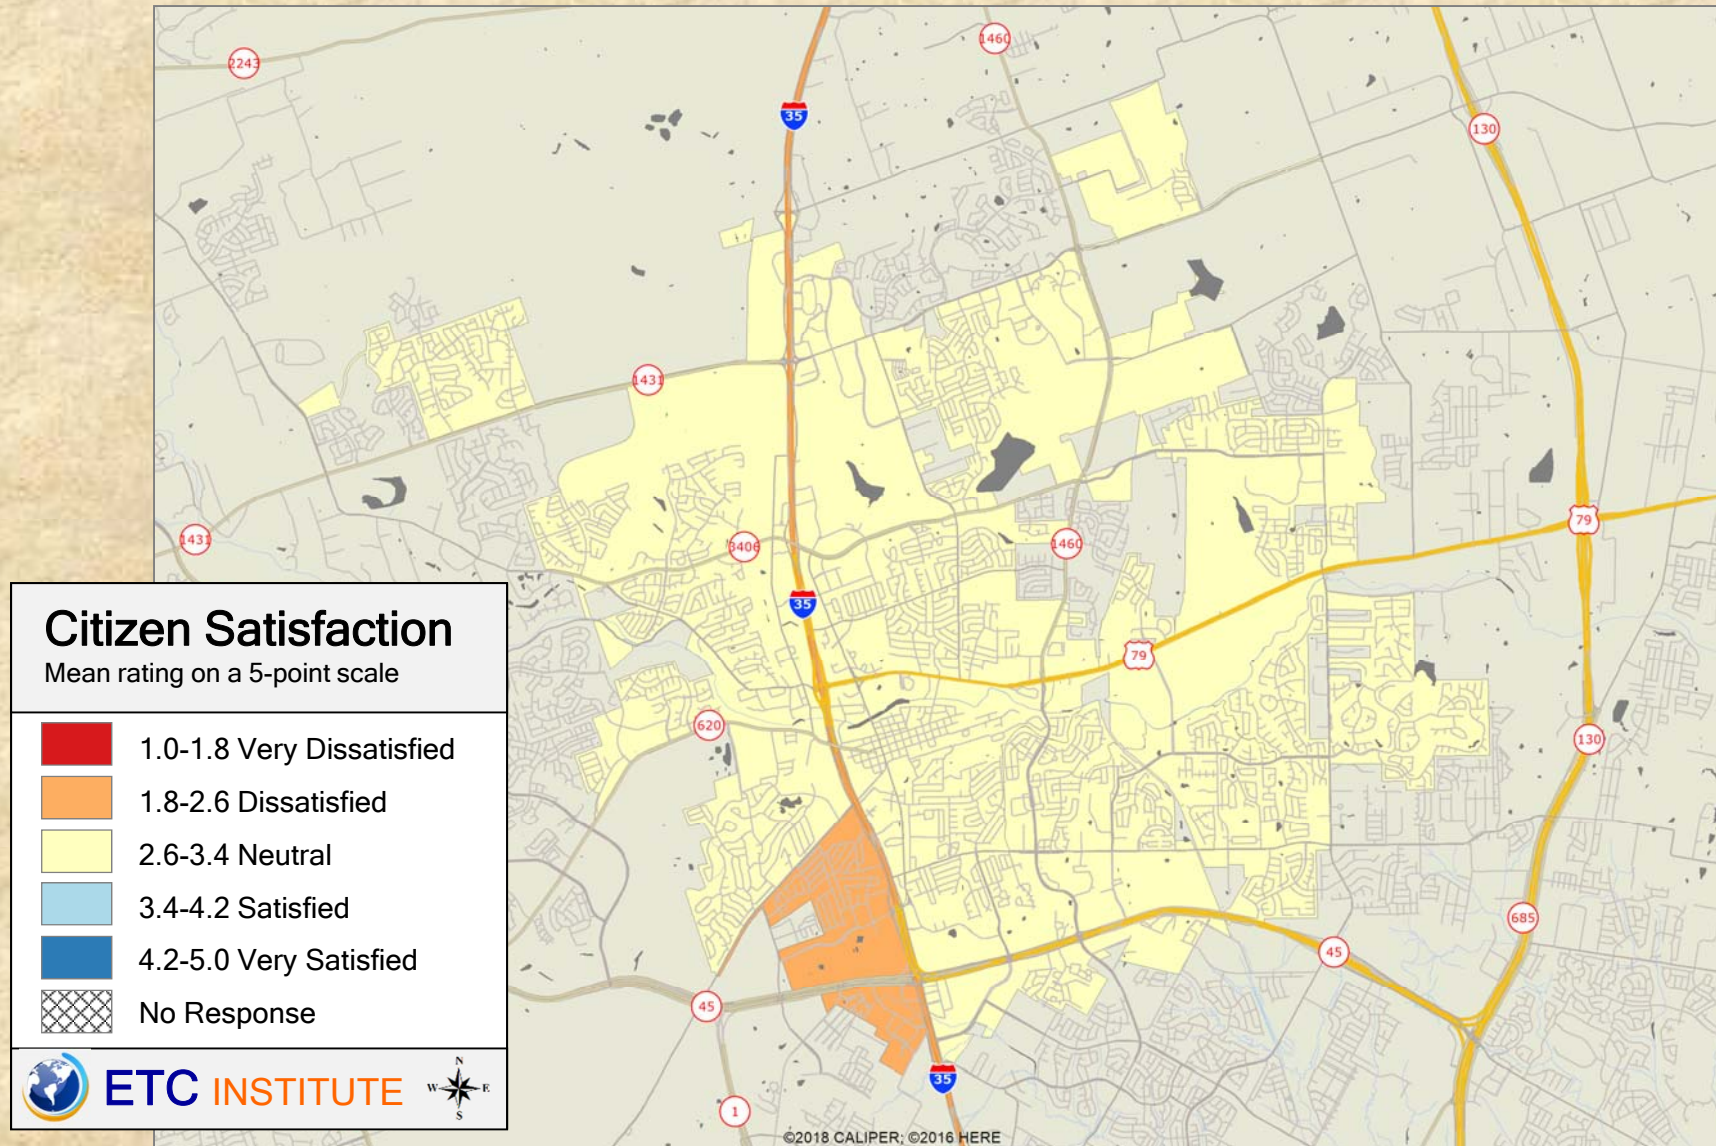 2243
1460
35
130
1431
1431
3406
1460
79
35
79
620
130
685
45
45
35
1
Citizen Satisfaction
Mean rating on a 5-point scale
1.0-1.8 Very Dissatisfied
1.8-2.6 Dissatisfied
2.6-3.4 Neutral
3.4-4.2 Satisfied
4.2-5.0 Very Satisfied
No Response
ETC INSTITUTE
N
W
E
S
©2018 CALIPER; ©2016 HERE